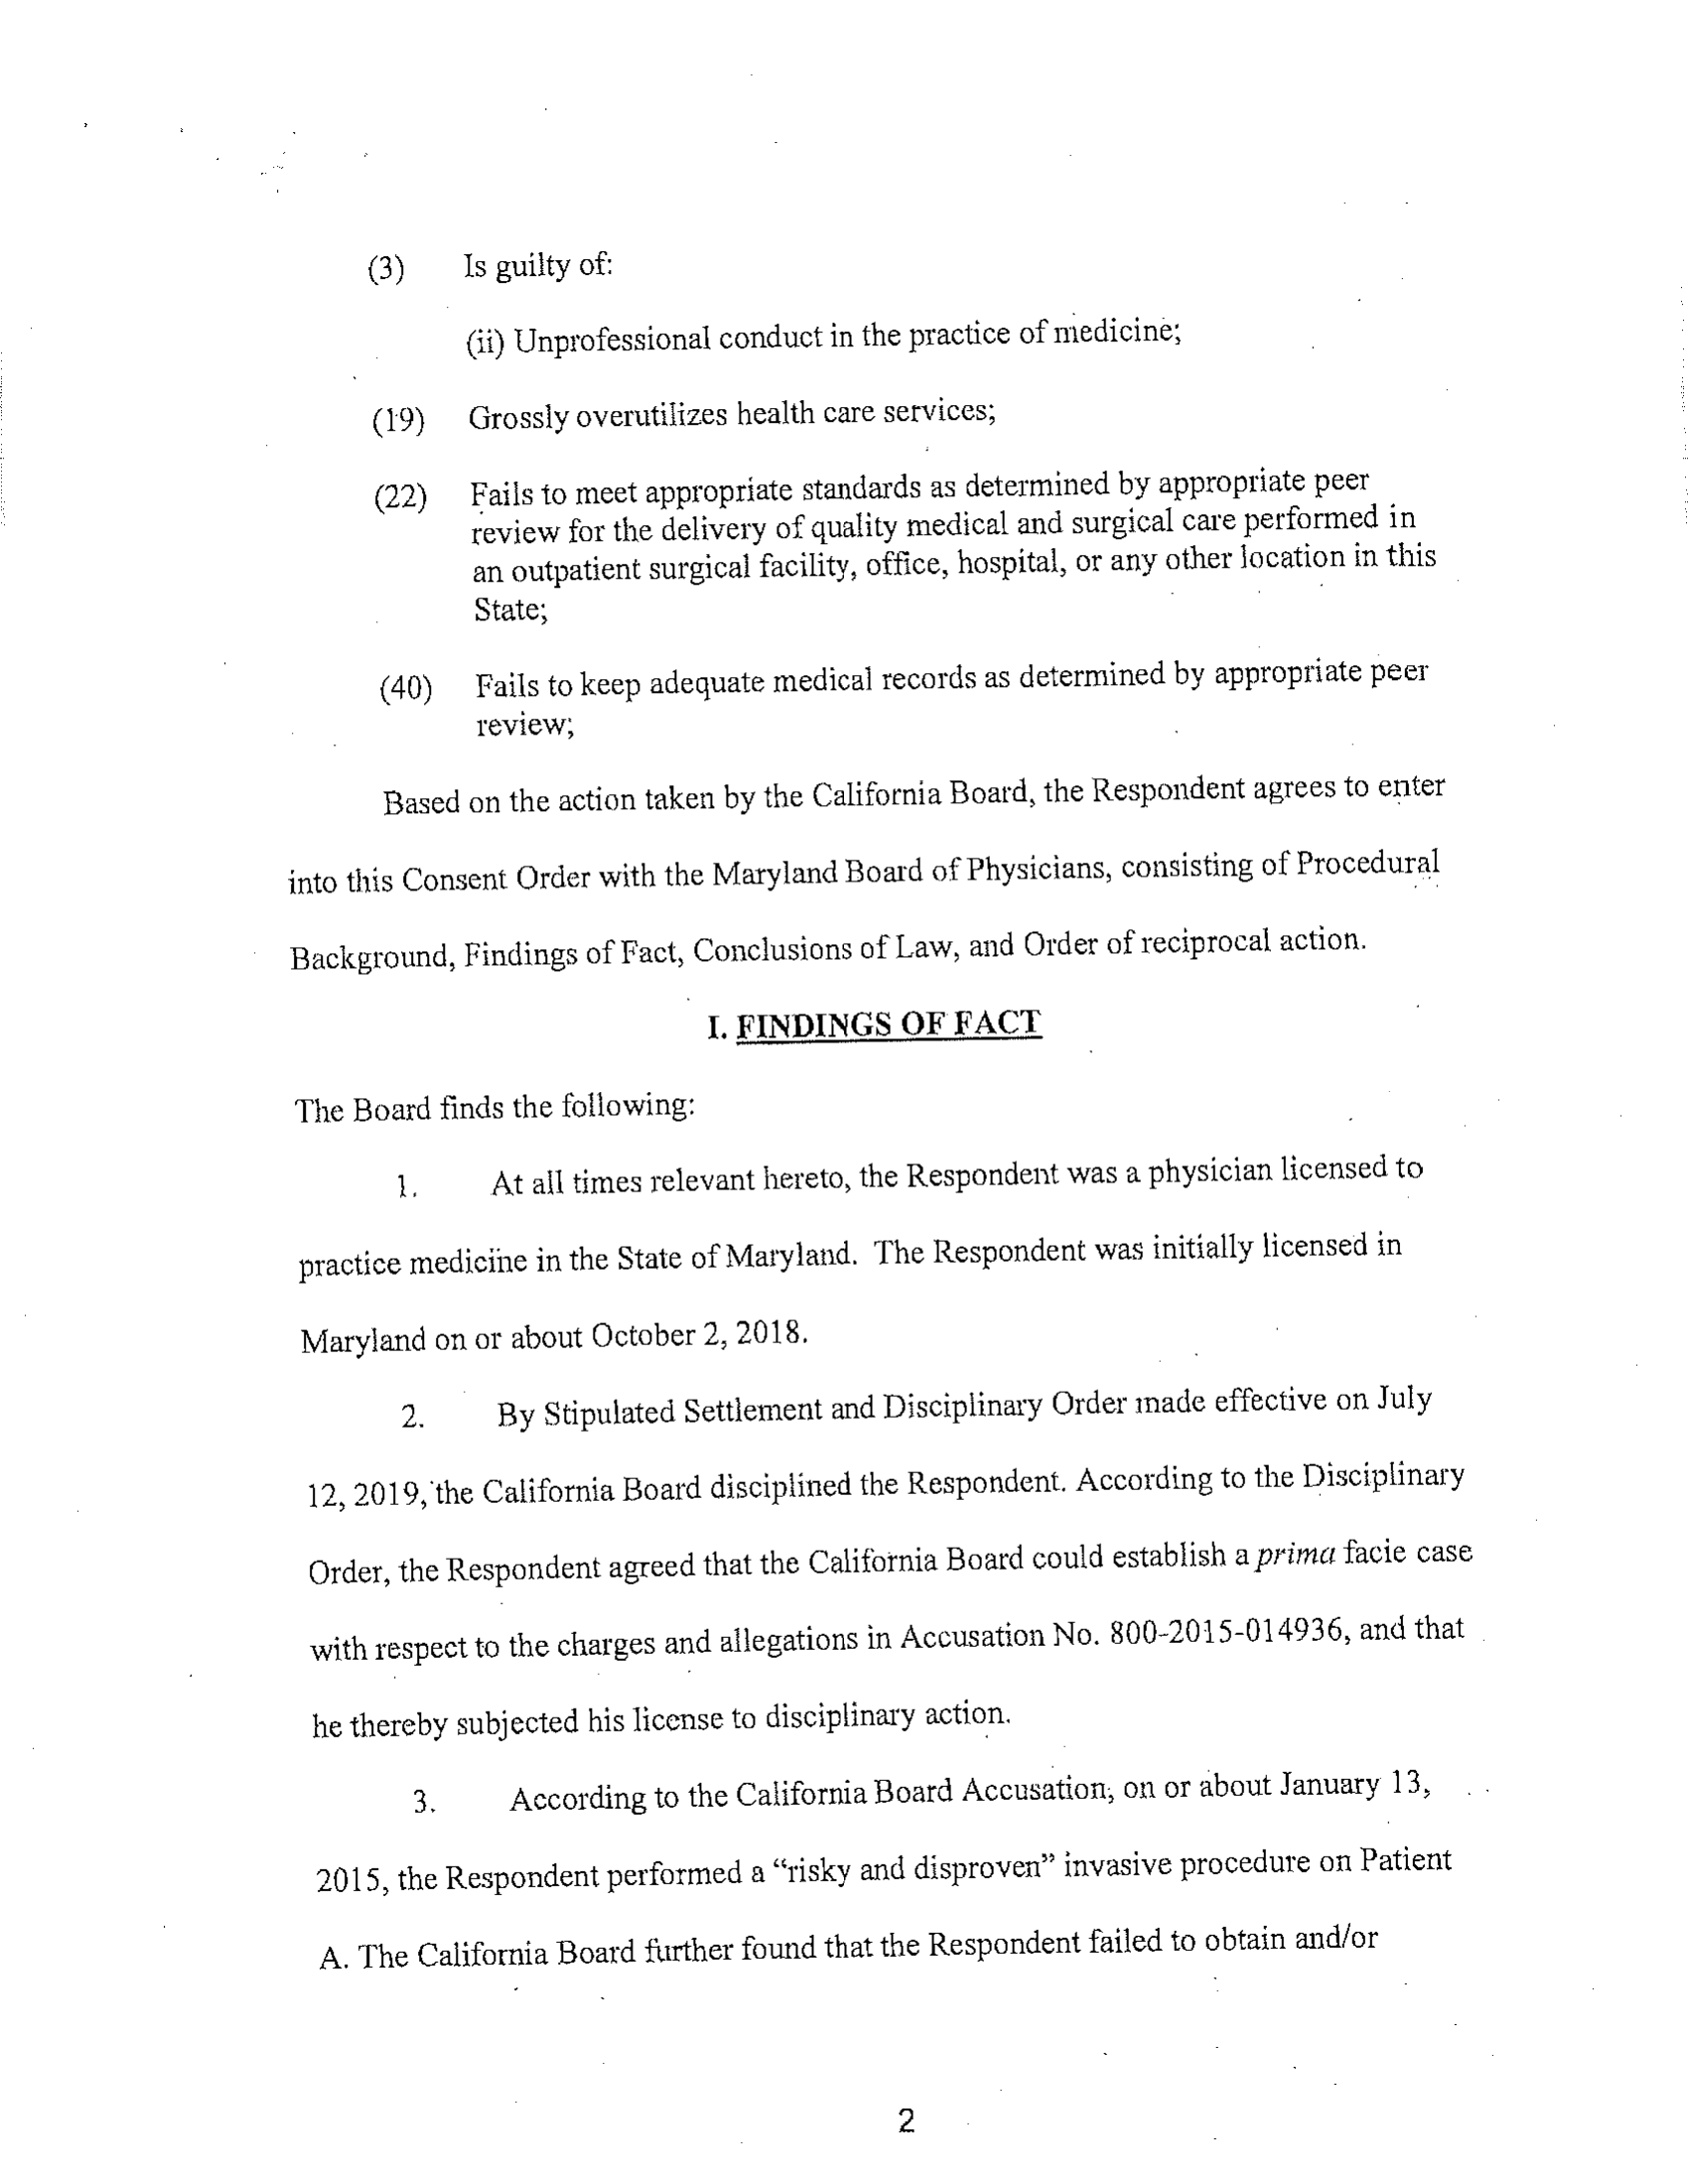 (3) Is guilty of:
(ii) Unprofessional conduct in the practice of medicine;
(19) Grossly overutilizes health care services;
(22) Fails to meet appropriate standards as determined by appropriate peer
review for the delivery of quality medical and surgical care performed in
an outpatient surgical facility, office, hospital, or any other location in this
State;
(40) Fails to keep adequate medical records as determined by appropriate peer
review;
Based on the action taken by the California Board, the Respondent agrees to enter
into this Consent Order with the Maryland Board of Physicians, consisting of Procedural
Background, Findings of Fact, Conclusions of Law, and Order of reciprocal action.
I. FINDINGS OF FACT
The Board finds the following:
1. At all times relevant hereto, the Respondent was a physician licensed to
practice medicine in the State of Maryland. The Respondent was initially licensed in
Maryland on or about October 2, 2018.
2. By Stipulated Settlement and Disciplinary Order made effective on July
12, 2019, the California Board disciplined the Respondent. According to the Disciplinary
Order, the Respondent agreed that the California Board could establish a prima facie case
with respect to the charges and allegations in Accusation No. 800-2015-014936, and that
he thereby subjected his license to disciplinary action.
3. According to the California Board Accusation, on or about January 13,
2015, the Respondent performed a “risky and disproven” invasive procedure on Patient
A. The California Board further found that the Respondent failed to obtain and/or
2